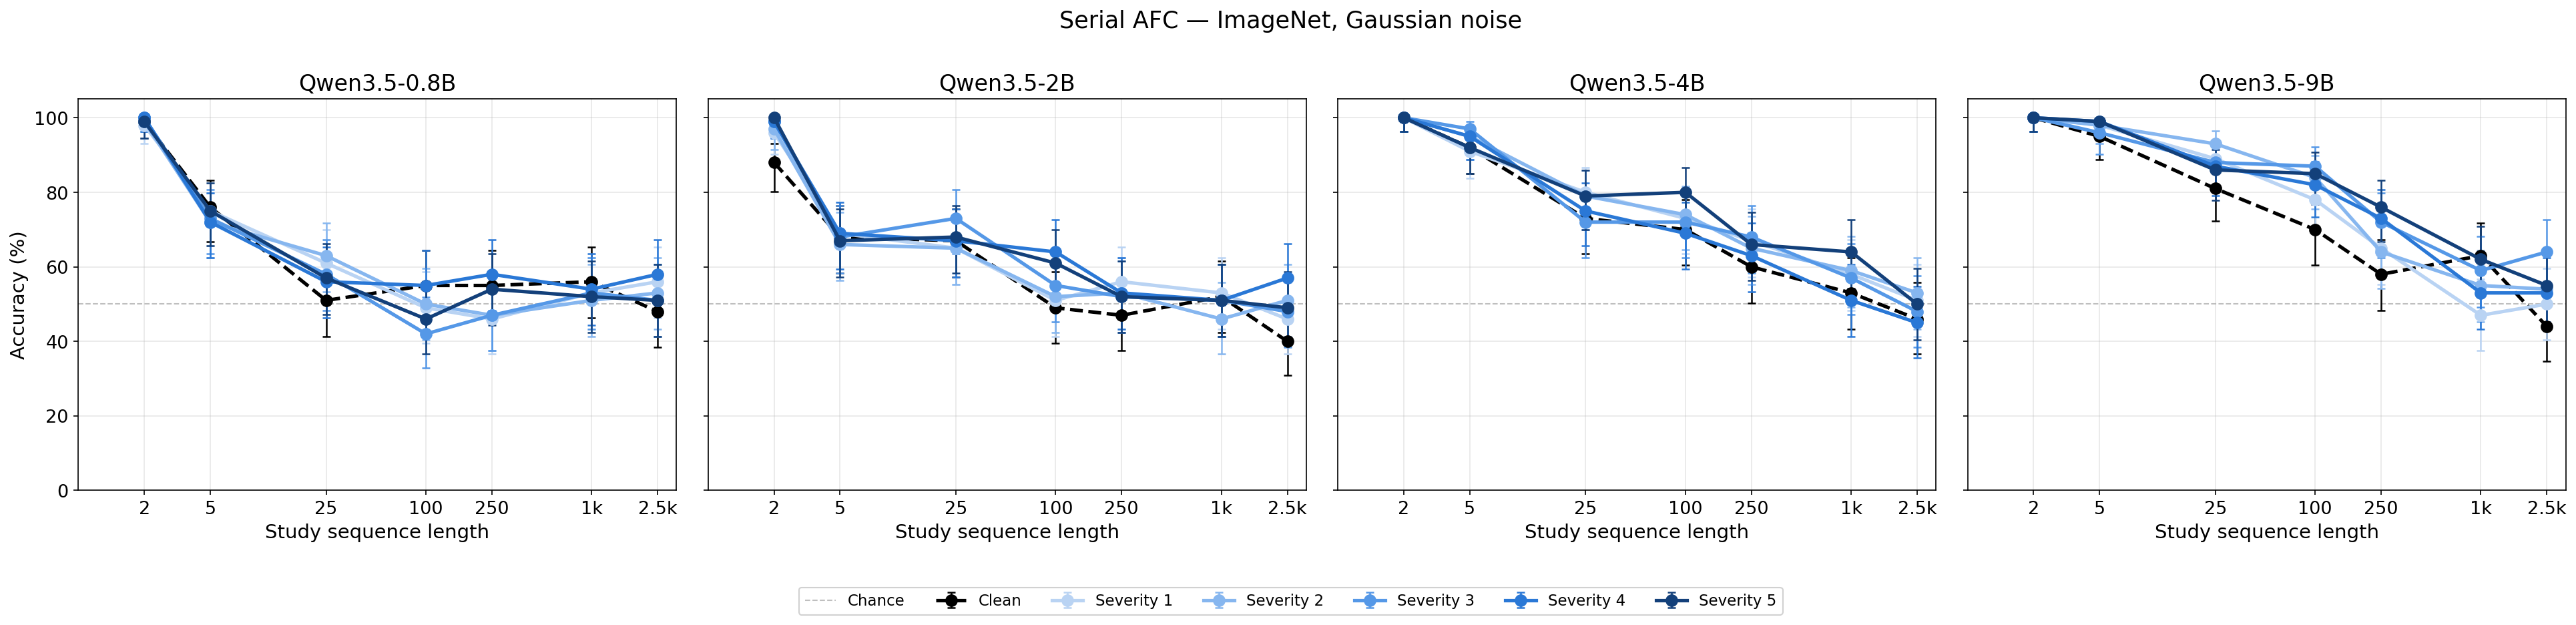 Serial AFC — ImageNet, Gaussian noise
Qwen3.5-0.8B
Qwen3.5-2B
Qwen3.5-4B
Qwen3.5-9B
Accuracy (%)
100
80
60
40
20
0
2 5 25 100 250 1k 2.5k
2 5 25 100 250 1k 2.5k
2 5 25 100 250 1k 2.5k
2 5 25 100 250 1k 2.5k
Study sequence length
Study sequence length
Study sequence length
Study sequence length
Chance Clean Severity 1 Severity 2 Severity 3 Severity 4 Severity 5